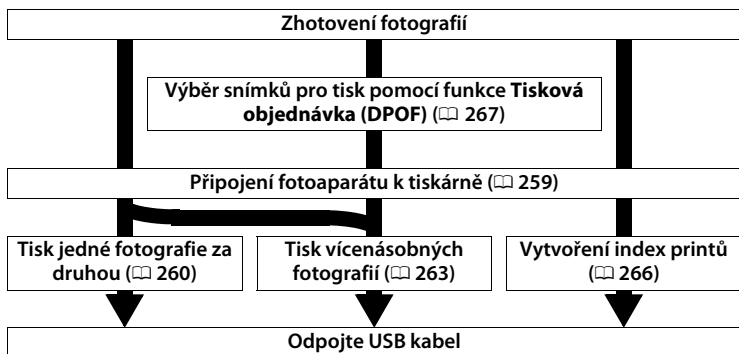 Zhotovení fotografií
Výběr snímků pro tisk pomocí funkce Tisková
objednávka (DPOF) (📖 267)
Připojení fotoaparátu k tiskárně (📖 259)
Tisk jedné fotografie za
druhou (📖 260)
Tisk vícenásobných
fotografií (📖 263)
Vytvoření index printů
(📖 266)
Odpojte USB kabel